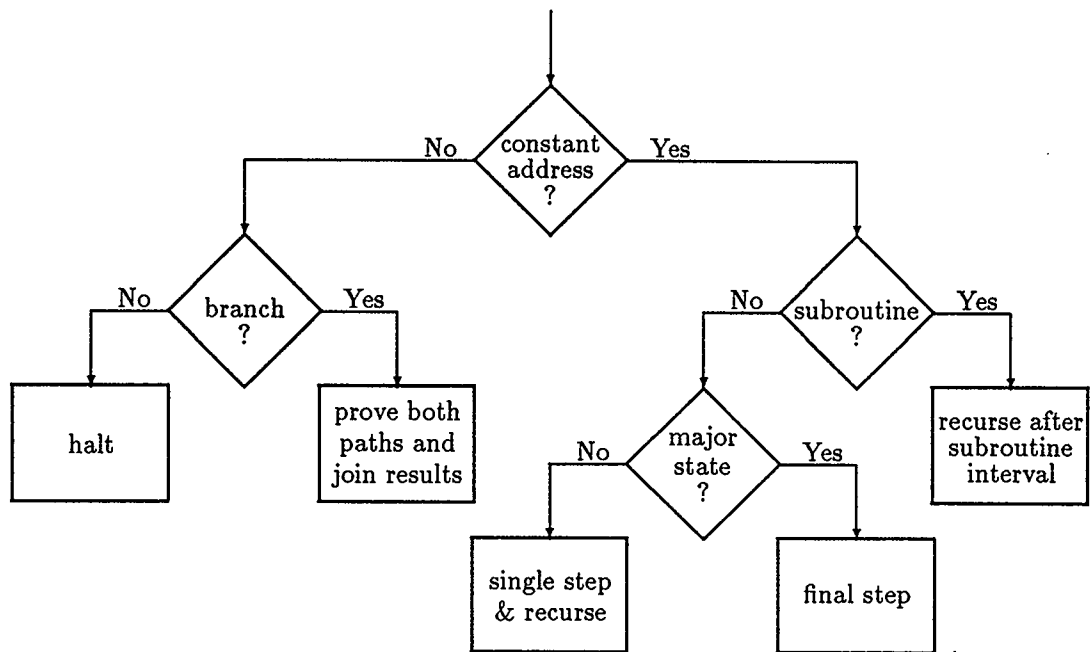 constant
address
?
No
Yes
branch
?
No
Yes
subroutine
?
No
Yes
halt
prove both
paths and
join results
major
state
?
No
Yes
recurse after
subroutine
interval
single step
& recurse
final step